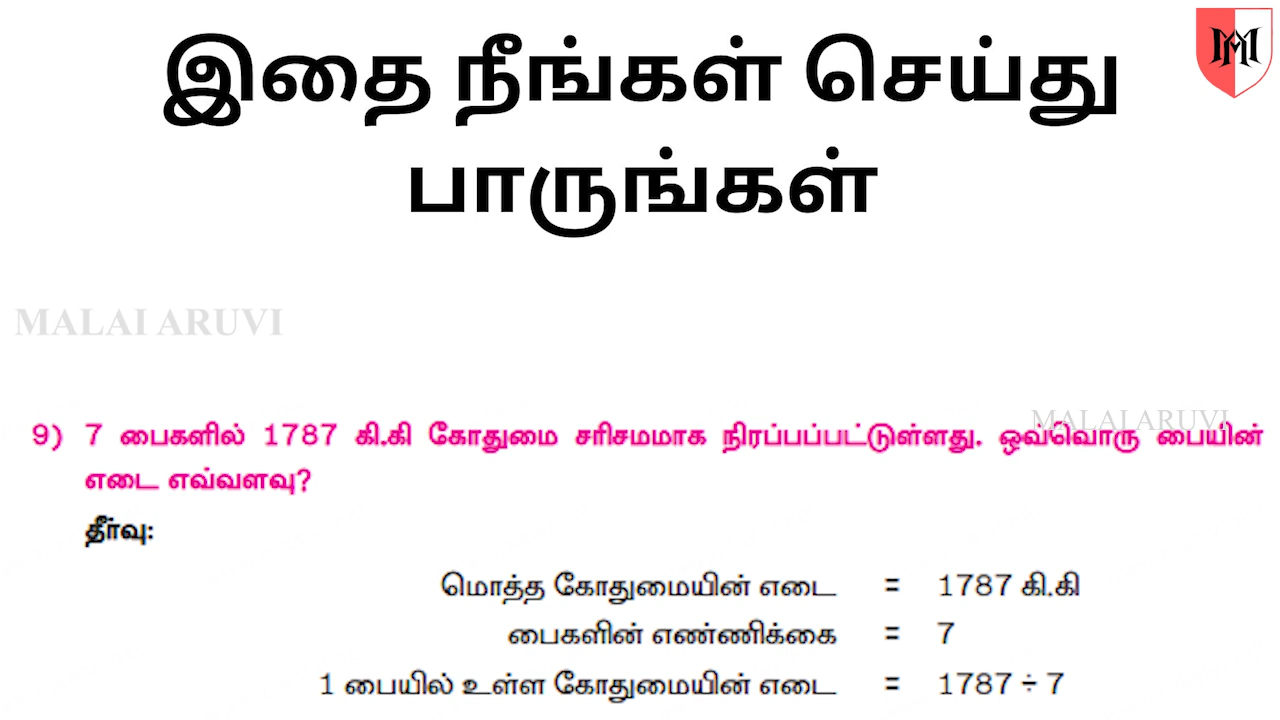 இதை நீங்கள் செய்து
பாருங்கள்
MALAI ARUVI
MALAI ARUVI
9) 7 பைகளில் 1787 கி.கி கோதுமை சரிசமமாக நிரப்பப்பட்டுள்ளது. ஒவ்வொரு பையின்
எடை எவ்வளவு?
தீர்வு:
மொத்த கோதுமையின் எடை = 1787 கி.கி
பைகளின் எண்ணிக்கை = 7
1 பையில் உள்ள கோதுமையின் எடை = 1787 ÷ 7